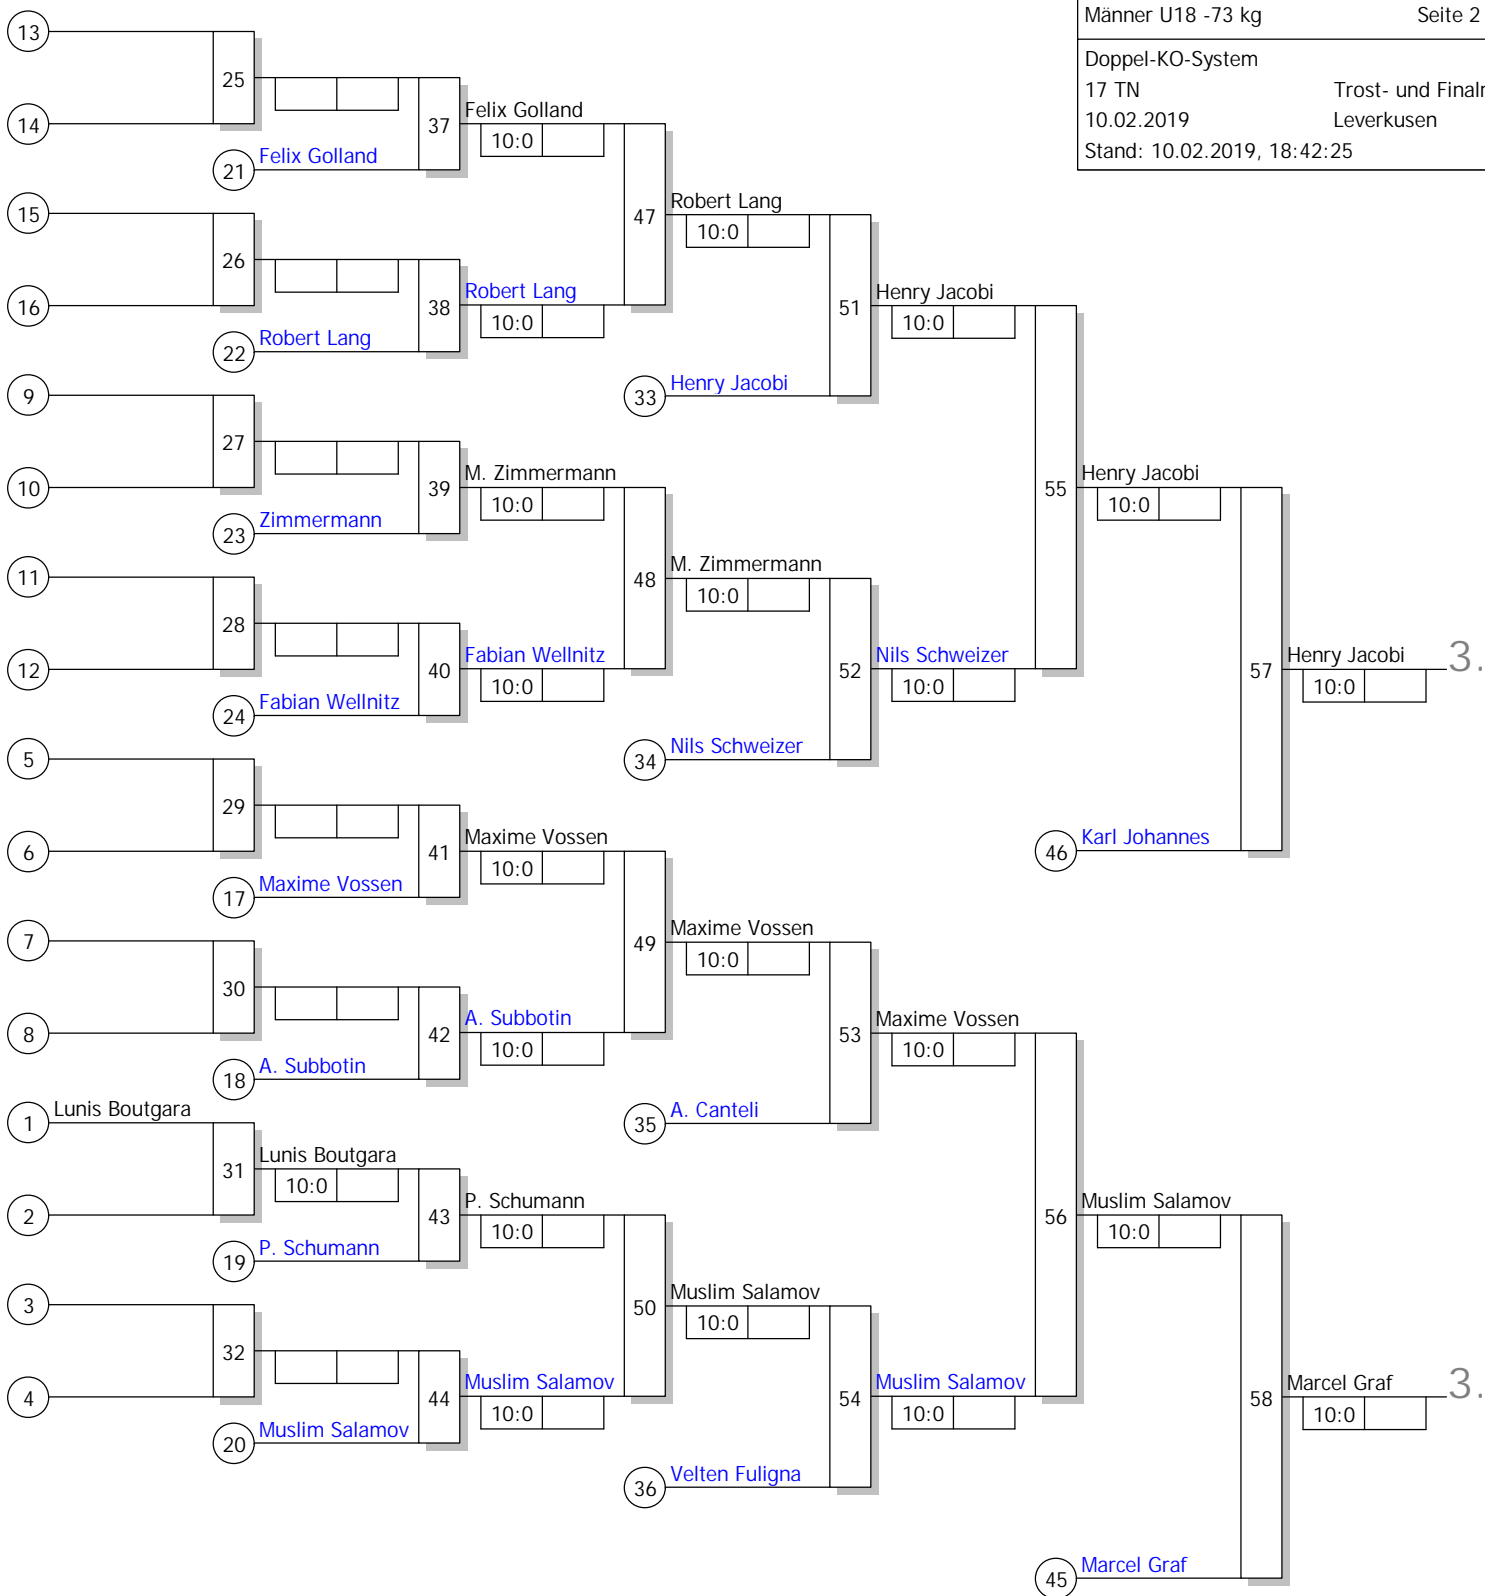 Männer U18 -73 kg Seite 2
Doppel-KO-System
17 TN Trost- und
10.02.2019 Leverkusen
Stand: 10.02.2019, 18:42:25
13
25
14
37
Felix Golland
10:0
21
Felix Golland
15
47
Robert Lang
10:0
26
16
38
Robert Lang
10:0
22
Robert Lang
51
Henry Jacobi
10:0
9
33
Henry Jacobi
27
10
39
M. Zimmermann
10:0
23
Zimmermann
55
Henry Jacobi
10:0
11
48
M. Zimmermann
10:0
28
12
40
Fabian Wellnitz
10:0
24
Fabian Wellnitz
52
Nils Schweizer
10:0
57
Henry Jacobi
10:0
3.
5
34
Nils Schweizer
29
6
41
Maxime Vossen
10:0
46
Karl Johannes
17
Maxime Vossen
7
49
Maxime Vossen
10:0
30
8
42
A. Subbotin
10:0
18
A. Subbotin
53
Maxime Vossen
10:0
1
Lunis Boutgara
35
A. Canteli
31
Lunis Boutgara
10:0
2
43
P. Schumann
10:0
19
P. Schumann
56
Muslim Salamov
10:0
3
50
Muslim Salamov
10:0
32
4
44
Muslim Salamov
10:0
20
Muslim Salamov
54
Muslim Salamov
10:0
58
Marcel Graf
10:0
3.
36
Velten Fuligna
45
Marcel Graf